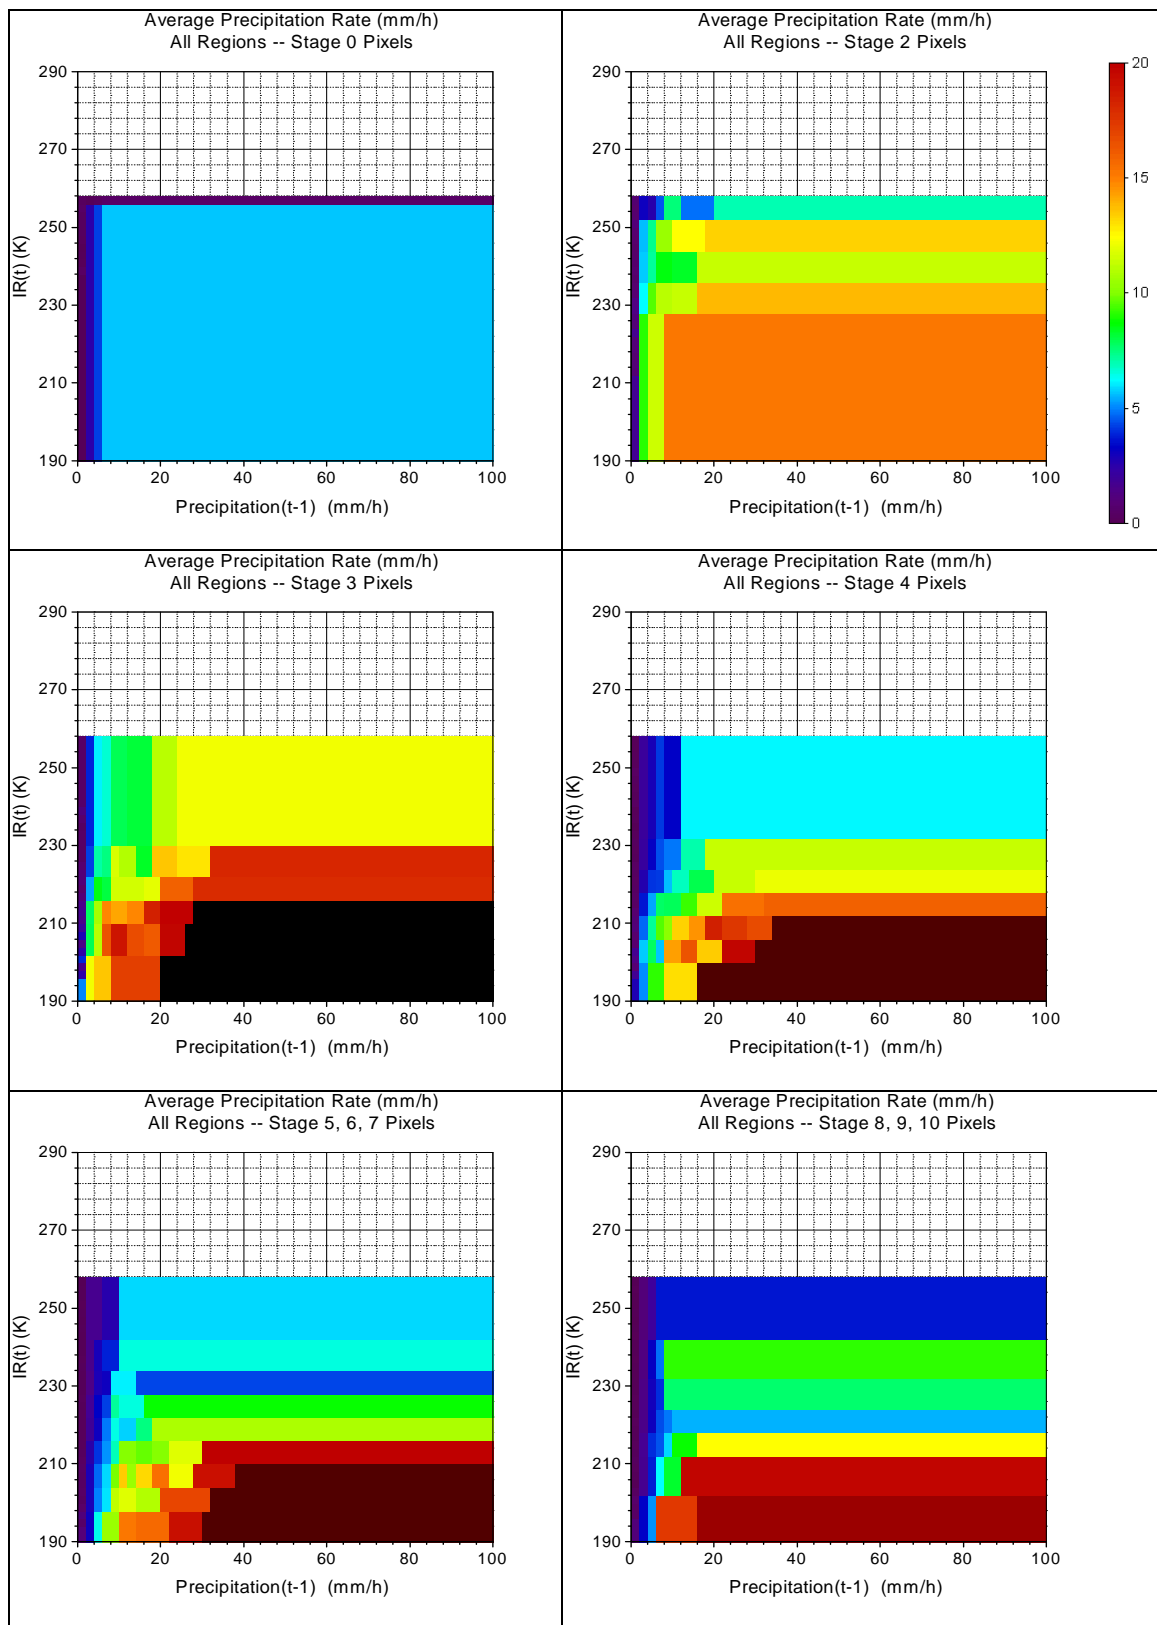 Average Precipitation Rate (mm/h)
All Regions -- Stage 0 Pixels
290
270
250
230
210
190
IR(t) (K)
0 20 40 60 80 100
Precipitation(t-1) (mm/h)
Average Precipitation Rate (mm/h)
All Regions -- Stage 2 Pixels
290
270
250
230
210
190
IR(t) (K)
0 20 40 60 80 100
Precipitation(t-1) (mm/h)
20
15
10
5
0
Average Precipitation Rate (mm/h)
All Regions -- Stage 3 Pixels
290
270
250
230
210
190
IR(t) (K)
0 20 40 60 80 100
Precipitation(t-1) (mm/h)
Average Precipitation Rate (mm/h)
All Regions -- Stage 4 Pixels
290
270
250
230
210
190
IR(t) (K)
0 20 40 60 80 100
Precipitation(t-1) (mm/h)
Average Precipitation Rate (mm/h)
All Regions -- Stage 5, 6, 7 Pixels
290
270
250
230
210
190
IR(t) (K)
0 20 40 60 80 100
Precipitation(t-1) (mm/h)
Average Precipitation Rate (mm/h)
All Regions -- Stage 8, 9, 10 Pixels
290
270
250
230
210
190
IR(t) (K)
0 20 40 60 80 100
Precipitation(t-1) (mm/h)